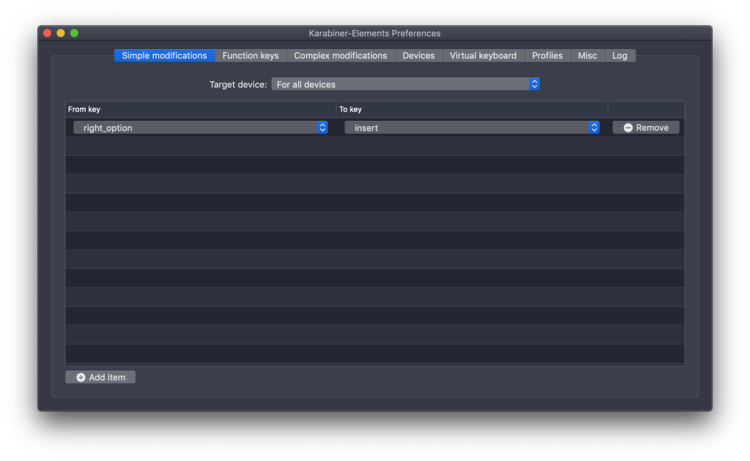 Karabiner-Elements Preferences
Simple modifications Function keys Complex modifications Devices Virtual keyboard Profiles Misc Log
Target device: For all devices
From key To key
right_option insert Remove
Add item